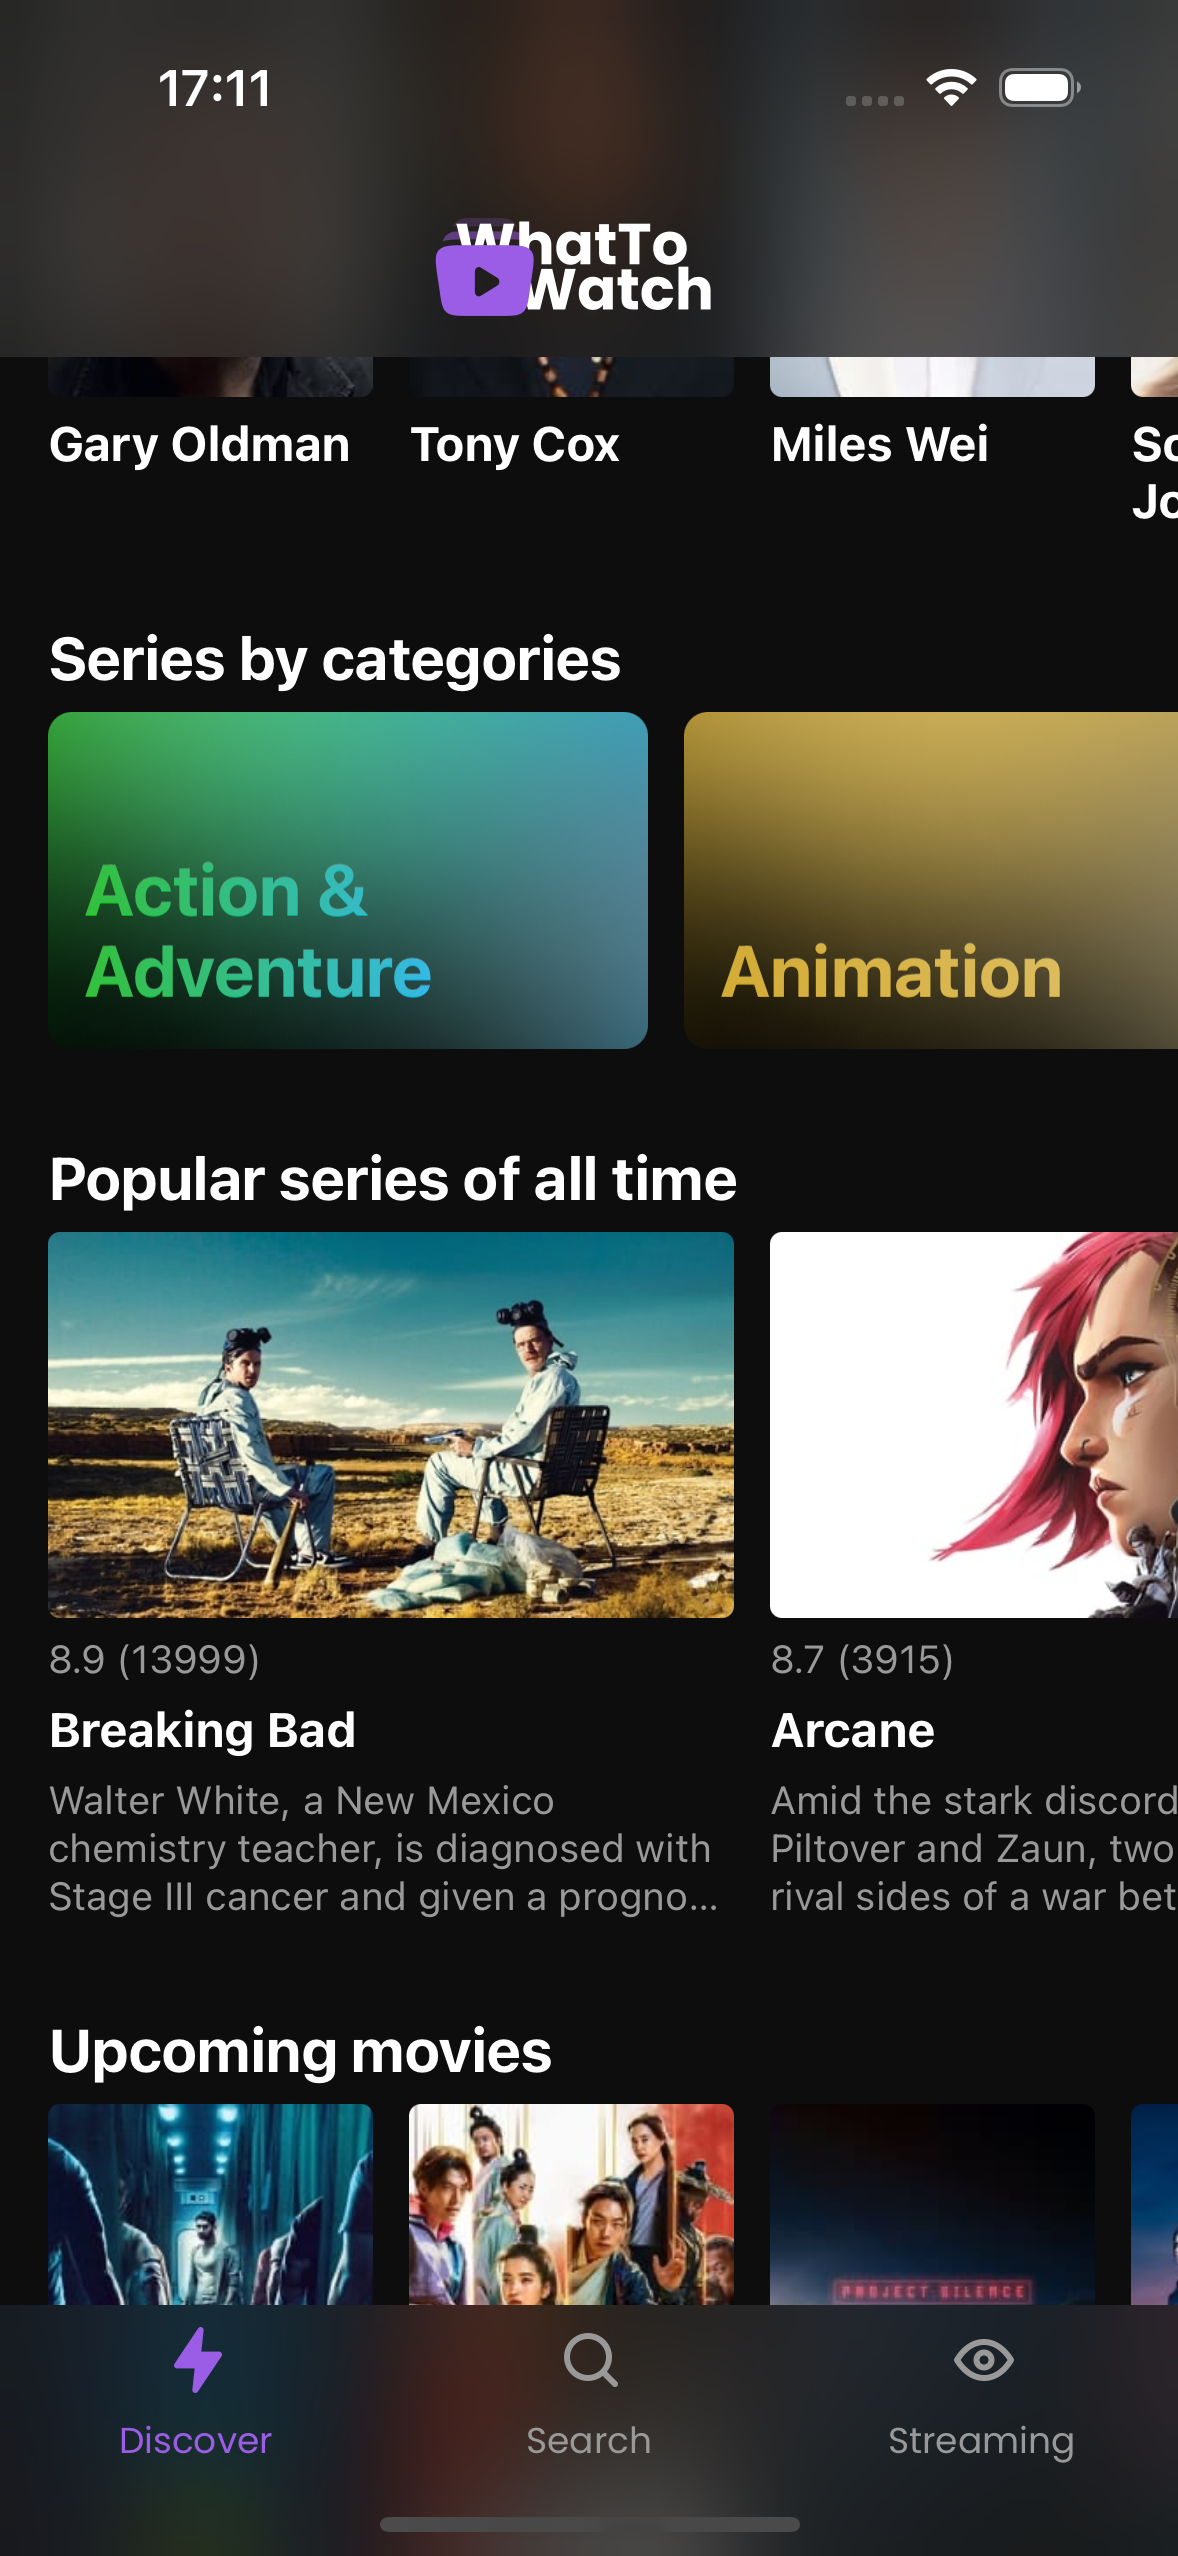 17:11
WhatTo
Watch
Gary Oldman
Tony Cox
Miles Wei
Series by categories
Action &
Adventure
Animation
Popular series of all time
8.9 (13999)
Breaking Bad
Walter White, a New Mexico
chemistry teacher, is diagnosed with
Stage III cancer and given a progno...
8.7 (3915)
Arcane
Amid the stark discord
Piltover and Zaun, two
rival sides of a war bet
Upcoming movies
PROJECT SILENCE
Discover
Search
Streaming